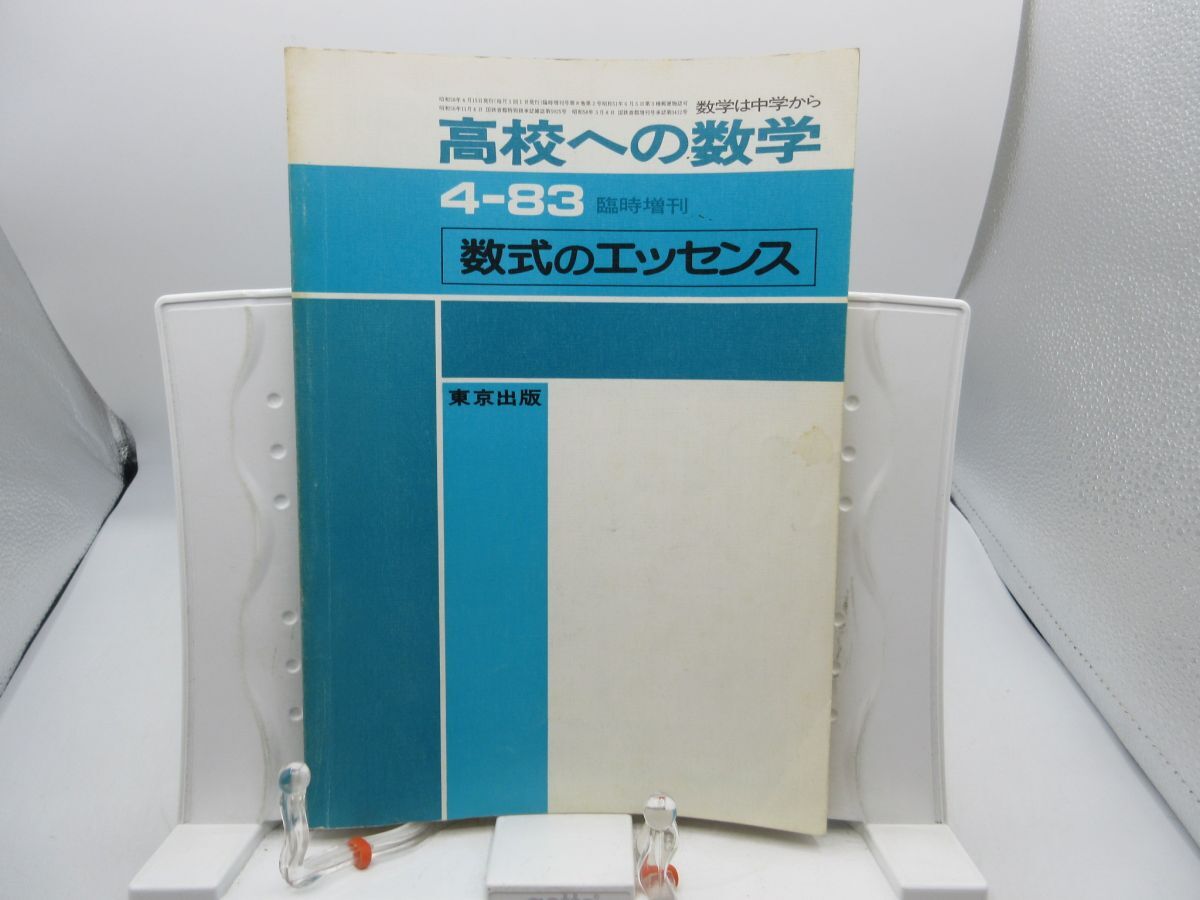 数学は中学から
高校への数学
4-83 臨時増刊
数式のエッセンス
東京出版